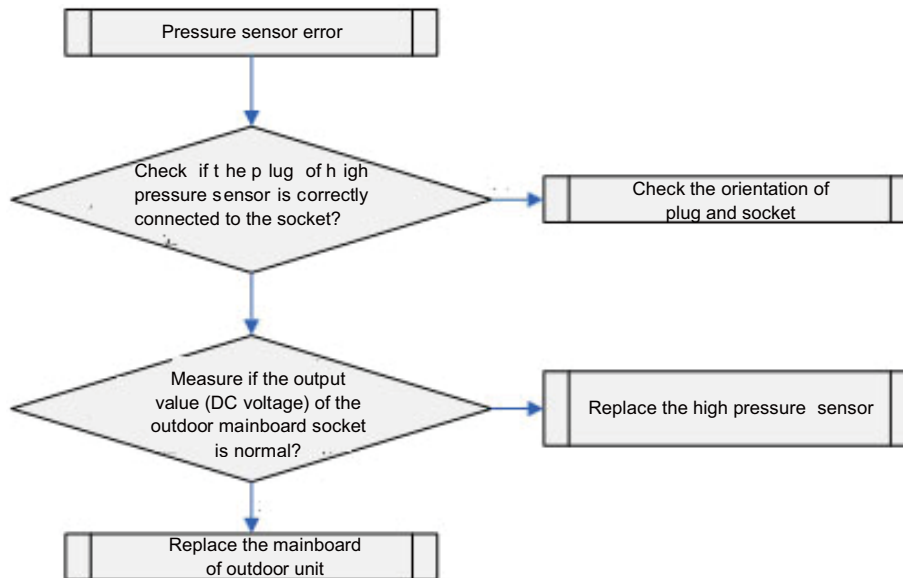 Pressure sensor error
Check if t he p lug of h igh
pressure sensor is correctly
connected to the socket?
Check the orientation of
plug and socket
Measure if the output
value (DC voltage) of the
outdoor mainboard socket
is normal?
Replace the high pressure sensor
Replace the mainboard
of outdoor unit